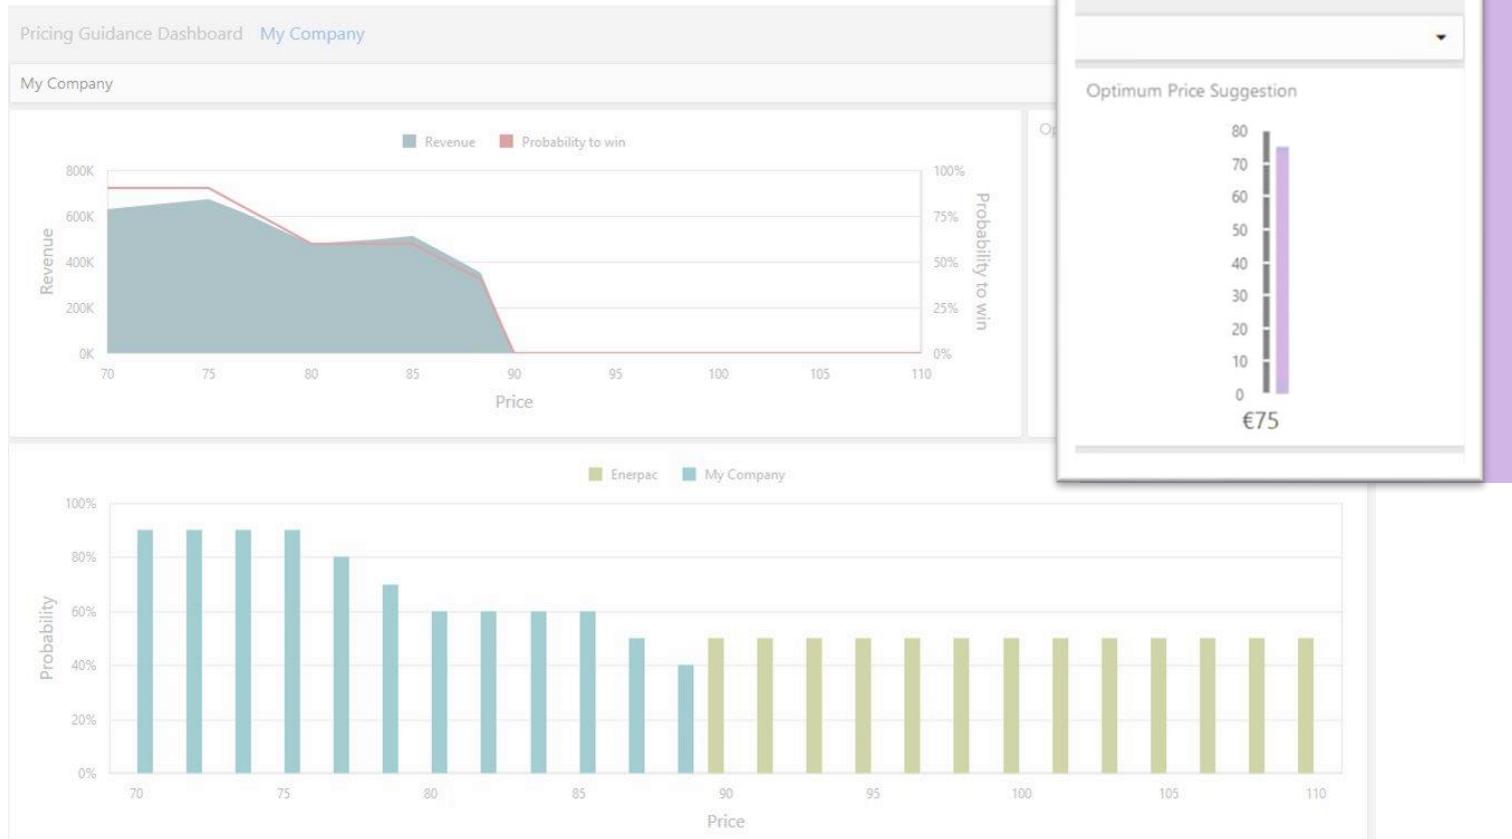 Pricing Guidance Dashboard My Company
My Company
Revenue Probability to win
800K
600K
400K
200K
0K
Revenue
100%
75%
50%
25%
0%
Probability to win
70 75 80 85 90 95 100 105 110
Price
Optimum Price Suggestion
80
70
60
50
40
30
20
10
0
€75
Enerpac My Company
100%
80%
60%
40%
20%
0%
Probability
70 75 80 85 90 95 100 105 110
Price